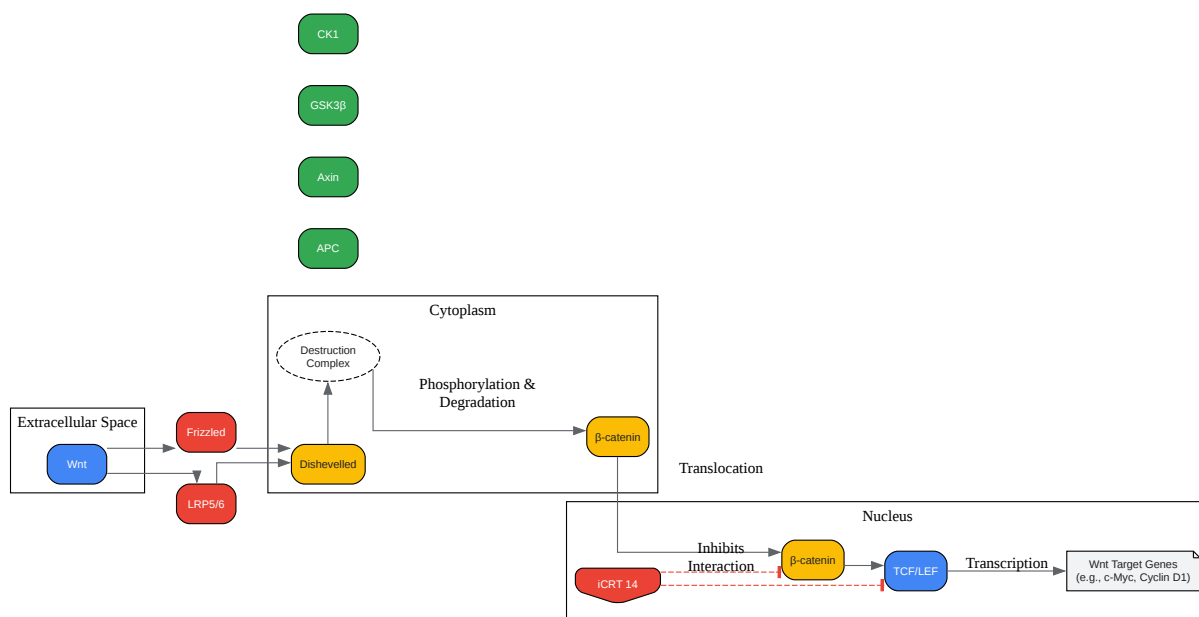 CK1
GSK3β
Axin
APC
Cytoplasm
Destruction
Complex
Phosphorylation &
Degradation
Extracellular Space
Wnt
Frizzled
LRP5/6
Dishevelled
β-catenin
Translocation
Nucleus
Inhibits
Interaction
iCRT 14
β-catenin
TCF/LEF
Transcription
Wnt Target Genes
(e.g., c-Myc, Cyclin D1)